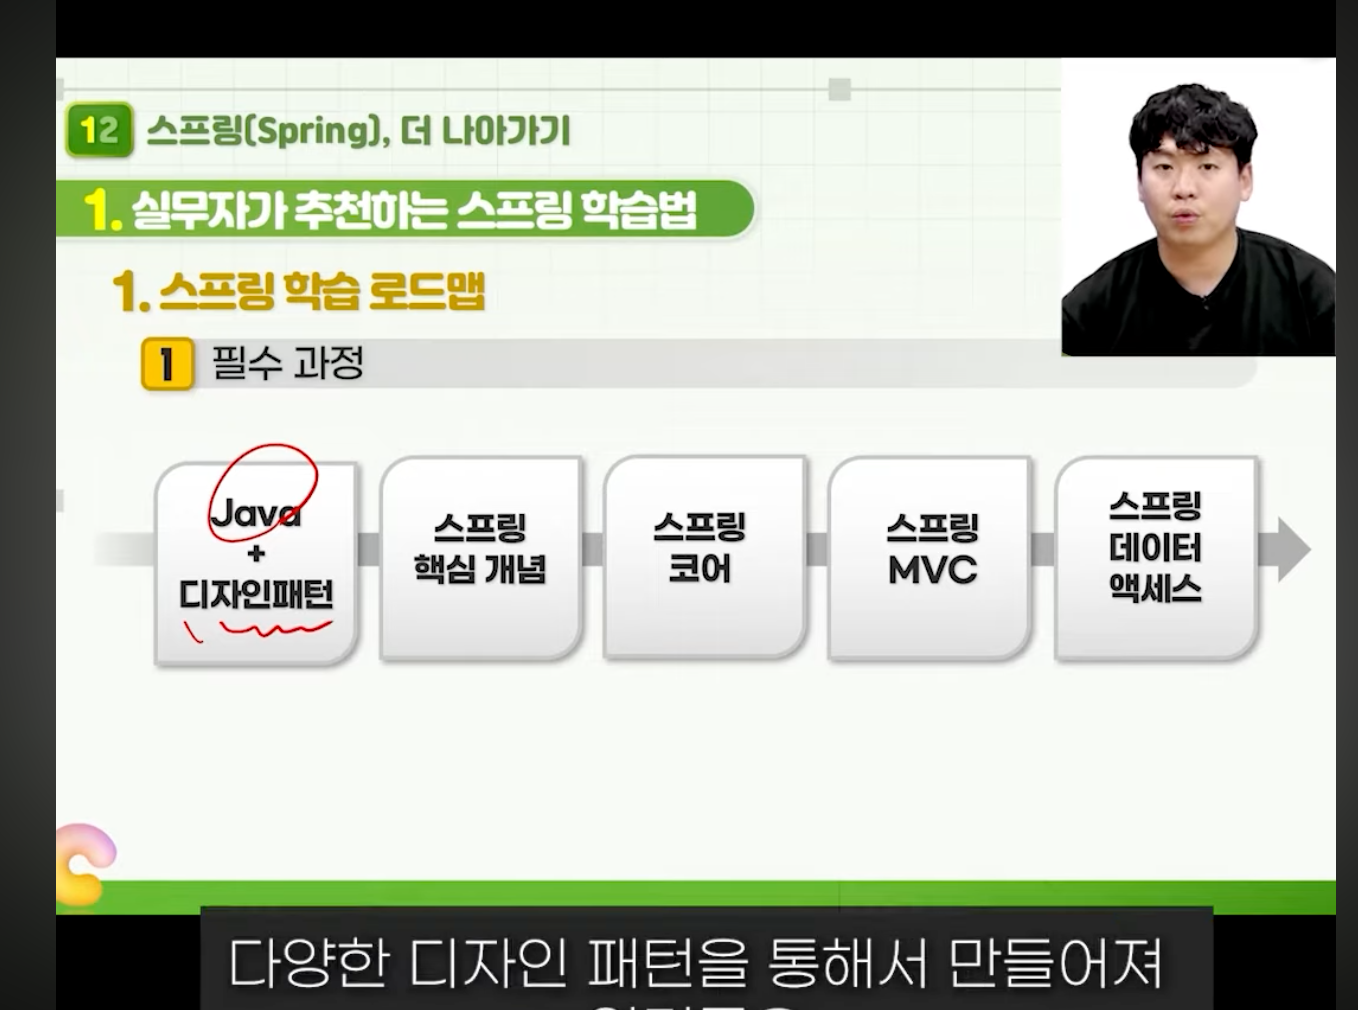 12 스프링(Spring), 더 나아가기
1. 실무자가 추천하는 스프링 학습법
1. 스프링 학습 로드맵
1 필수 과정
Java
+
디자인패턴
스프링
핵심 개념
스프링
코어
스프링
MVC
스프링
데이터
액세스
다양한 디자인 패턴을 통해서 만들어져